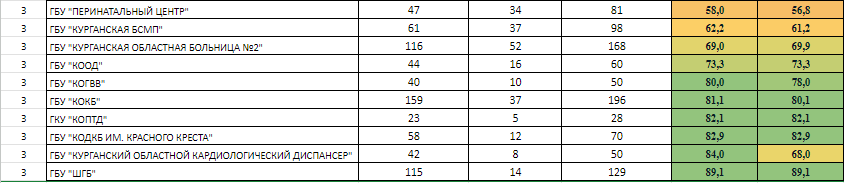 3 ГБУ "ПЕРИНАТАЛЬНЫЙ ЦЕНТР" 47 34 81 58,0 56,8
3 ГБУ "КУРГАНСКАЯ БСМП" 61 37 98 62,2 61,2
3 ГБУ "КУРГАНСКАЯ ОБЛАСТНАЯ БОЛЬНИЦА №2" 116 52 168 69,0 69,9
3 ГБУ "КООД" 44 16 60 73,3 73,3
3 ГБУ "КОГВВ" 40 10 50 80,0 78,0
3 ГБУ "КОКБ" 159 37 196 81,1 80,1
3 ГКУ "КОПТД" 23 5 28 82,1 82,1
3 ГБУ "КОДКБ ИМ. КРАСНОГО КРЕСТА" 58 12 70 82,9 82,9
3 ГБУ "КУРГАНСКИЙ ОБЛАСТНОЙ КАРДИОЛОГИЧЕСКИЙ ДИСПАНСЕР" 42 8 50 84,0 68,0
3 ГБУ "ШГБ" 115 14 129 89,1 89,1